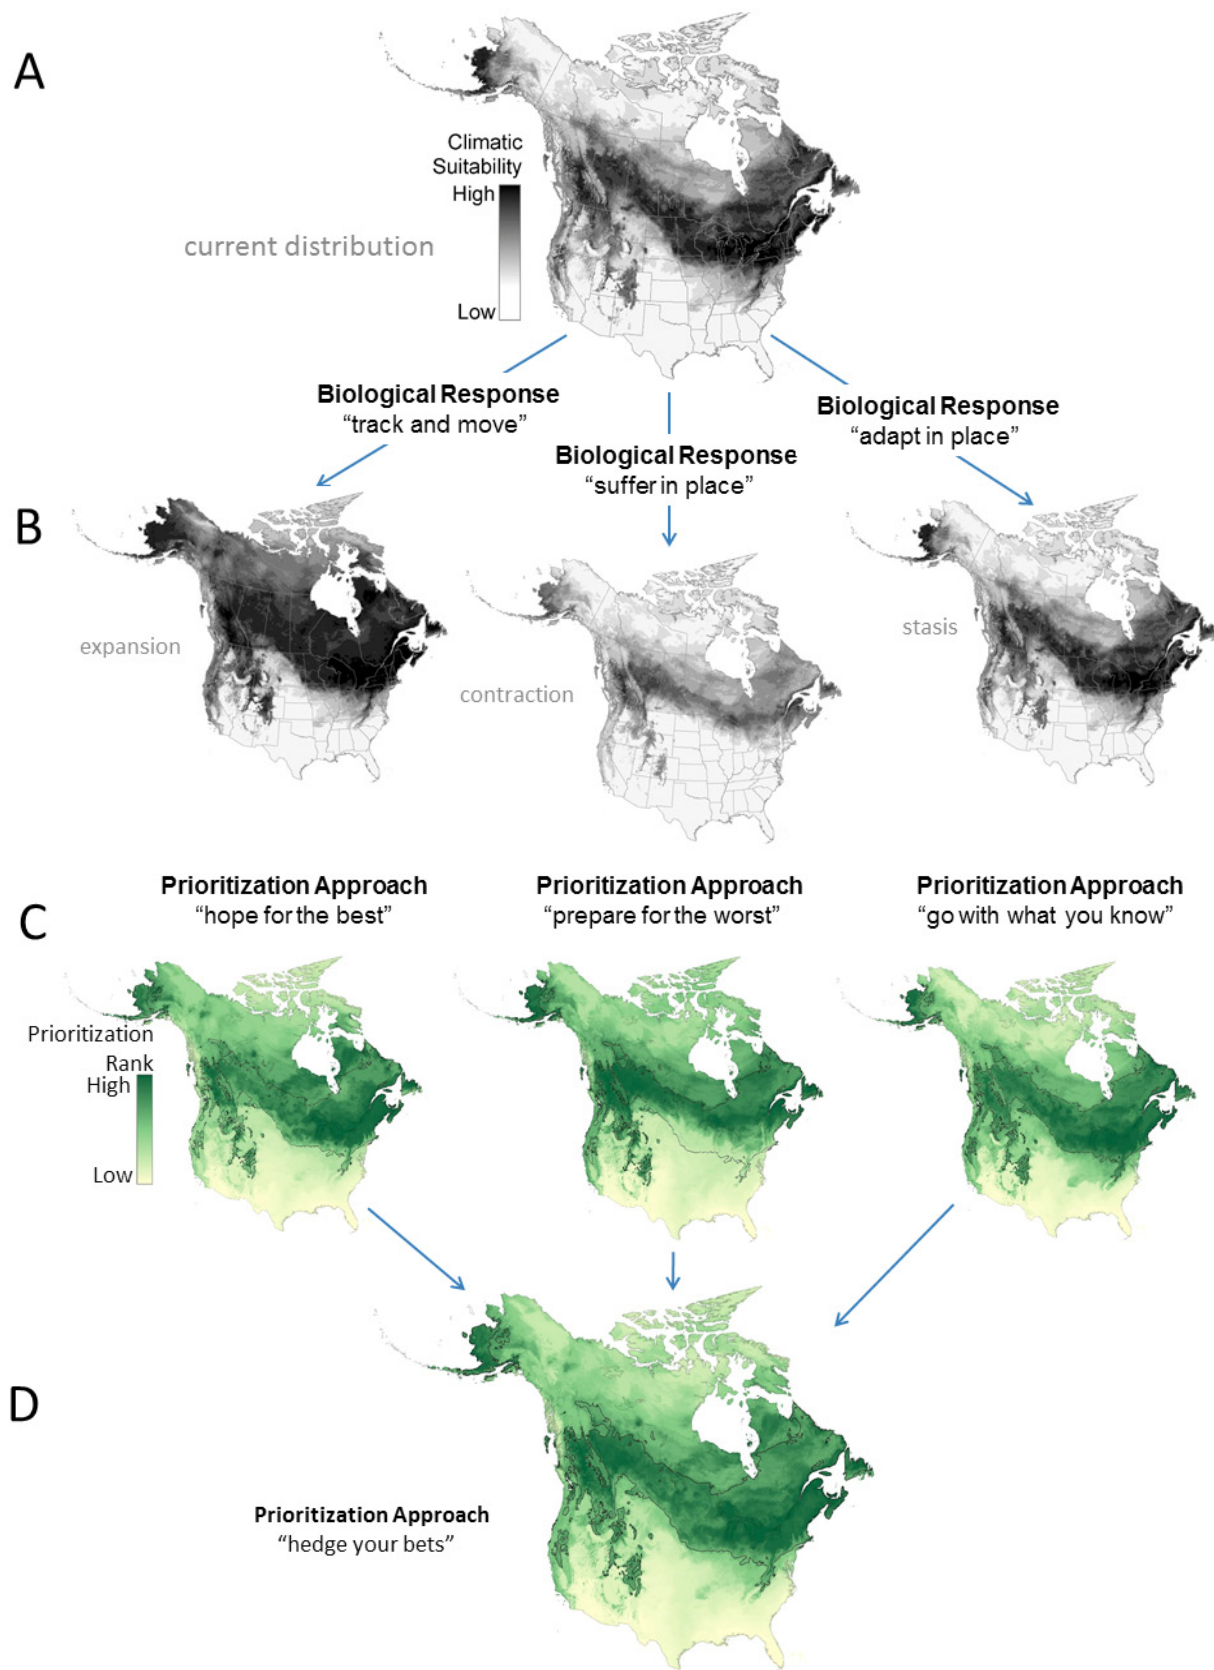 A
Climatic
Suitability
High
current distribution
Low
Biological Response
“track and move”
Biological Response
“adapt in place”
Biological Response
“suffer in place”
B
expansion
contraction
stasis
Prioritization Approach
“hope for the best”
Prioritization Approach
“prepare for the worst”
Prioritization Approach
“go with what you know”
C
Prioritization
Rank
High
Low
D
Prioritization Approach
“hedge your bets”